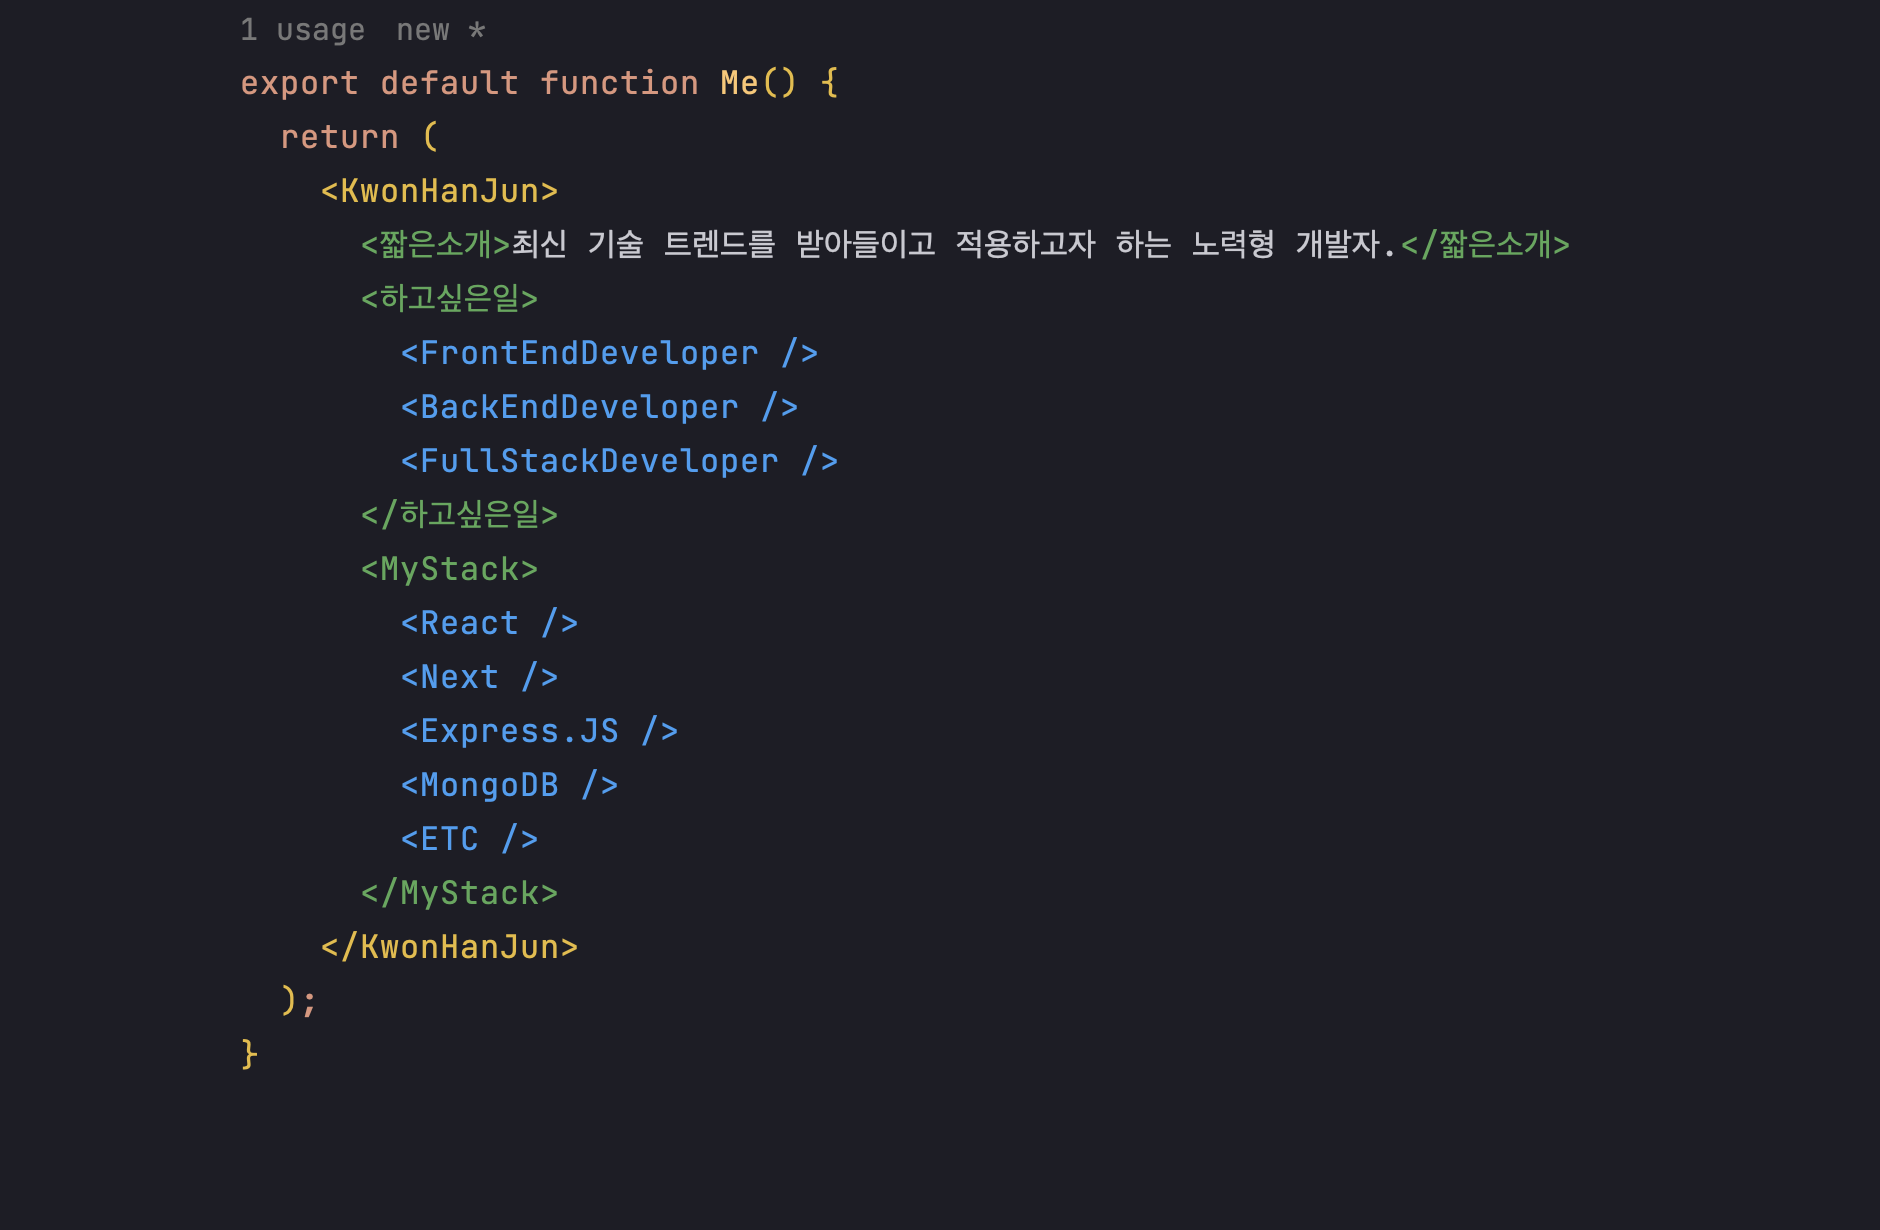 1 usage new *
export default function Me() {
  return (
    <KwonHanJun>
      <짧은소개>최신 기술 트렌드를 받아들이고 적용하고자 하는 노력형 개발자.</짧은소개>
      <하고싶은일>
        <FrontEndDeveloper />
        <BackEndDeveloper />
        <FullStackDeveloper />
      </하고싶은일>
      <MyStack>
        <React />
        <Next />
        <Express.JS />
        <MongoDB />
        <ETC />
      </MyStack>
    </KwonHanJun>
  );
}